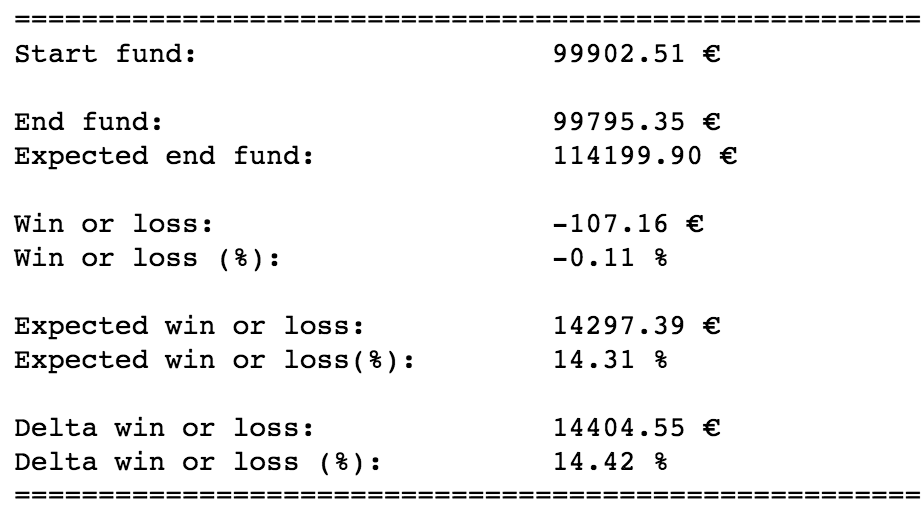 ======================================================
Start fund: 99902.51 €
End fund: 99795.35 €
Expected end fund: 114199.90 €
Win or loss: -107.16 €
Win or loss (%): -0.11 %
Expected win or loss: 14297.39 €
Expected win or loss(%): 14.31 %
Delta win or loss: 14404.55 €
Delta win or loss (%): 14.42 %
======================================================